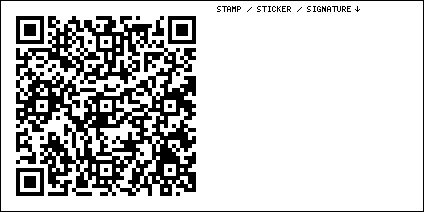 STAMP / STICKER / SIGNATURE ↓